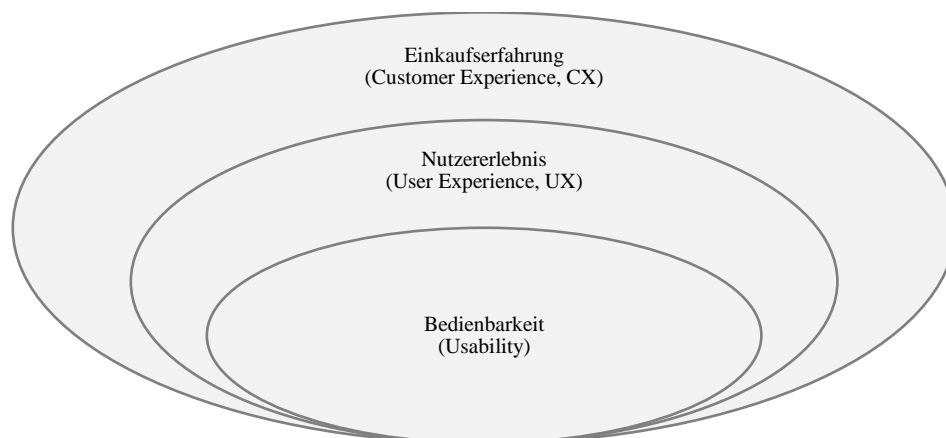 Einkaufserfahrung
(Customer Experience, CX)
Nutzererlebnis
(User Experience, UX)
Bedienbarkeit
(Usability)